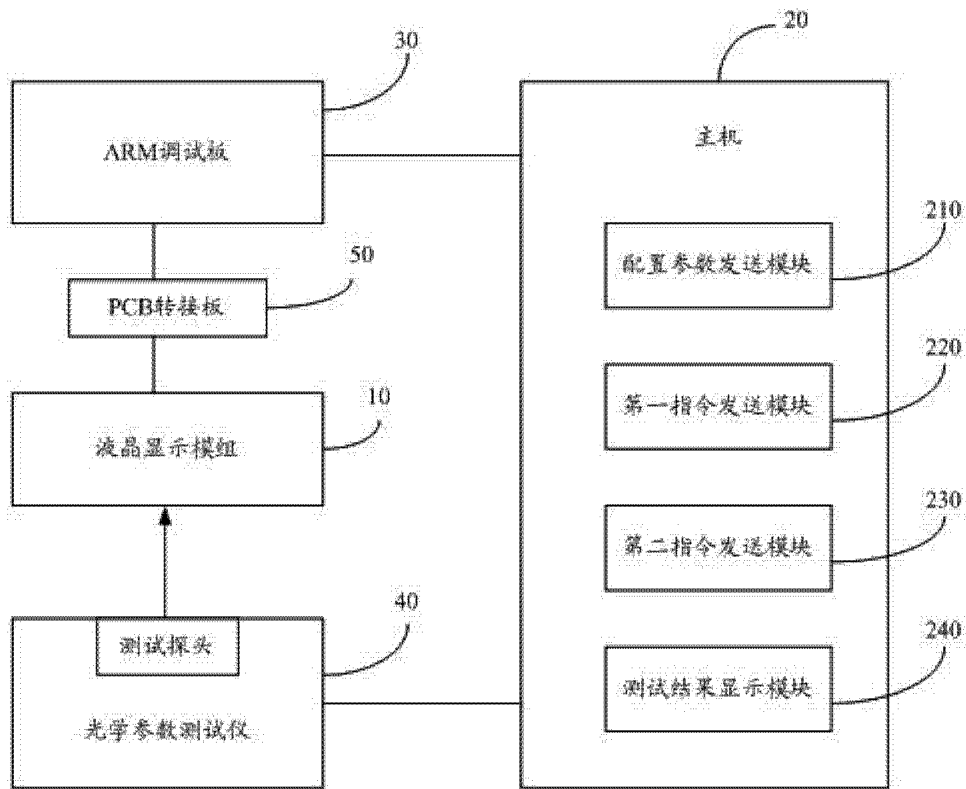 20
30
主机
ARM调试板
210
配置参数发送模块
50
PCB转接板
220
10
第一指令发送模块
液晶显示模组
230
第二指令发送模块
40
240
测试探头
测试结果显示模块
光学参数测试仪